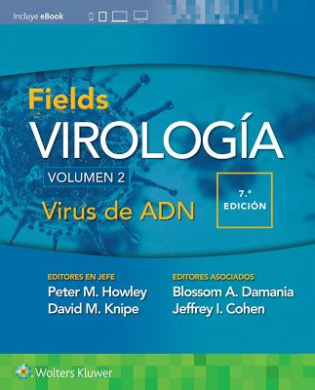 Incluye eBook
Fields
VIROLOGÍA
VOLUMEN 2
Virus de ADN
7.ª
EDICIÓN
EDITORES EN JEFE
Peter M. Howley
David M. Knipe
EDITORES ASOCIADOS
Blossom A. Damania
Jeffrey I. Cohen
Wolters Kluwer